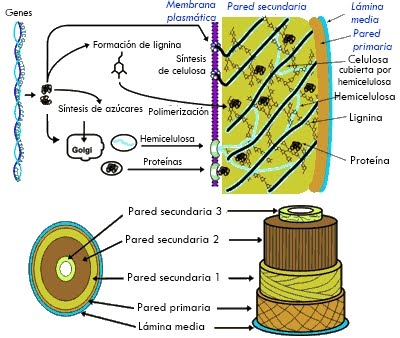 Genes
Membrana
plasmática
Pared secundaria
Lámina
media
Pared
primaria
Formación de lignina
Síntesis
de celulosa
Síntesis de azúcares
Polimerización
Golgi
Hemicelulosa
Proteínas
Celulosa
cubierta por
hemicelulosa
Hemicelulosa
Lignina
Proteína
Pared secundaria 3
Pared secundaria 2
Pared secundaria 1
Pared primaria
Lámina media